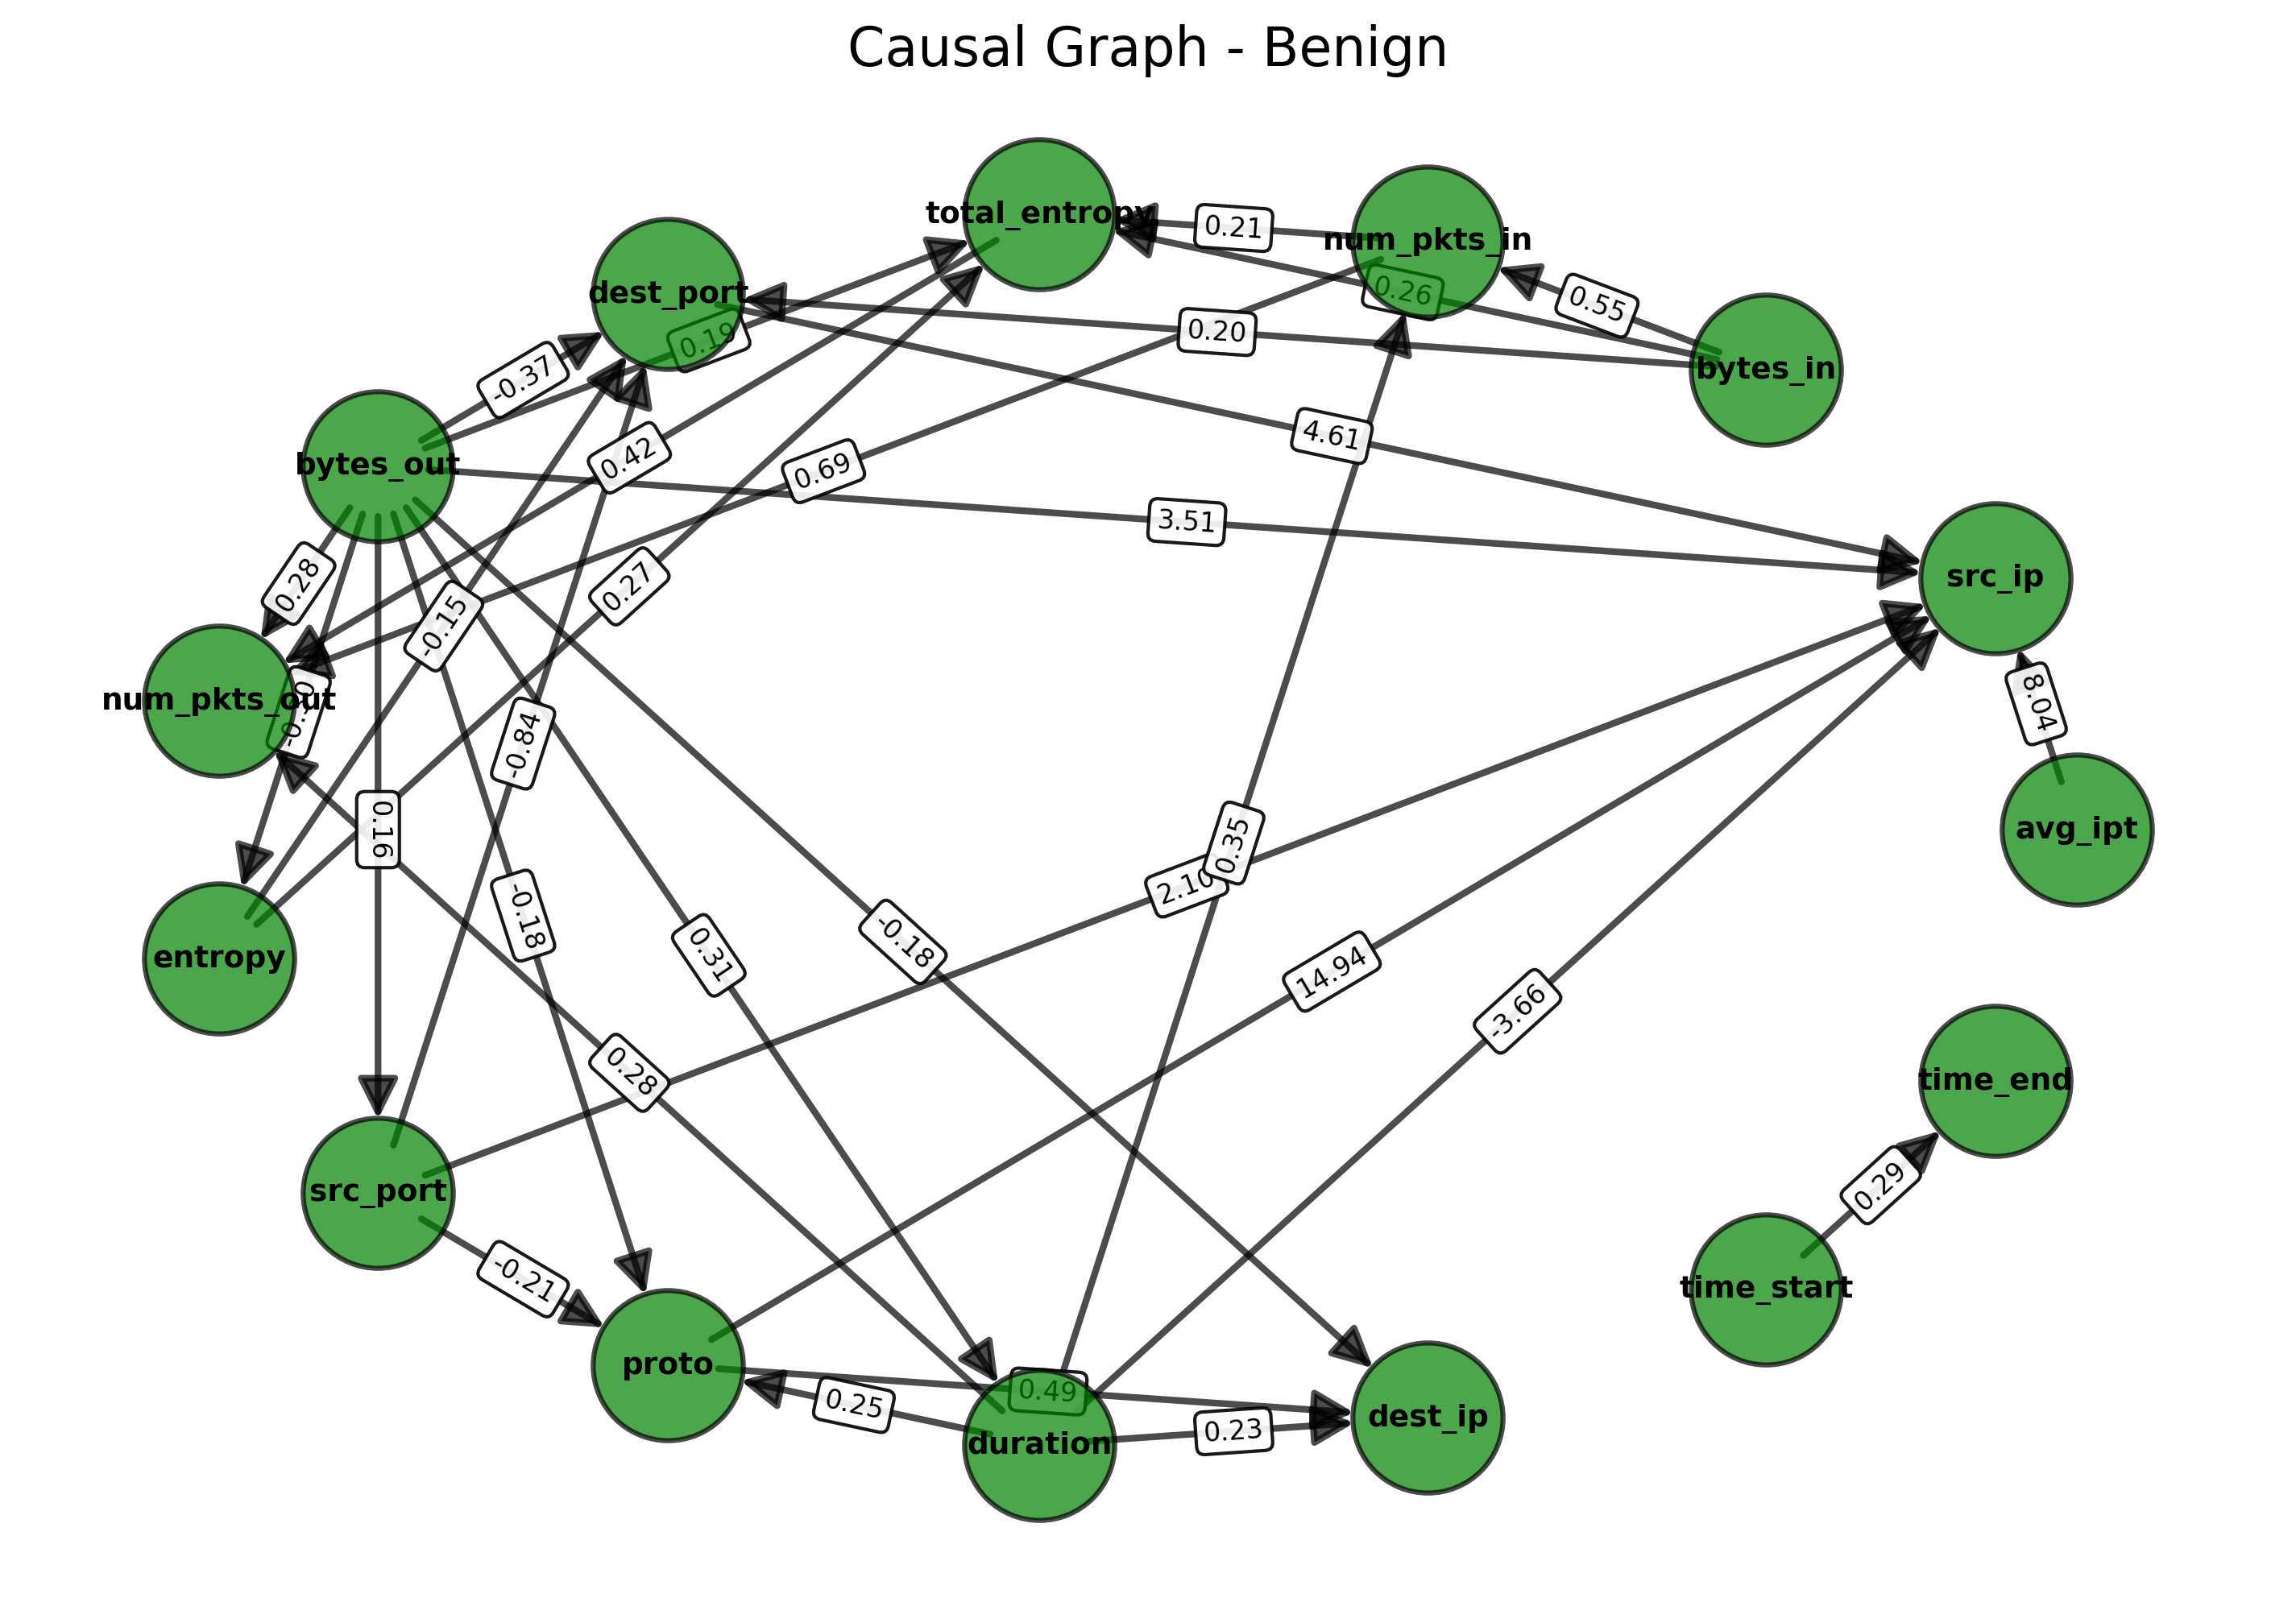 Causal Graph - Benign
total_entropy
0.21
num_pkts_in
dest_port
0.26
0.55
0.19
0.20
bytes_in
-0.37
4.61
bytes_out
0.42
0.69
3.51
0.28
0.27
src_ip
-0.15
num_pkts_out
8.04
-0.84
0.16
0.35
avg_ipt
2.10
-0.18
0.31
-0.18
entropy
14.94
-3.66
0.28
time_end
src_port
0.29
-0.21
time_start
proto
0.49
0.25
duration
0.23
dest_ip